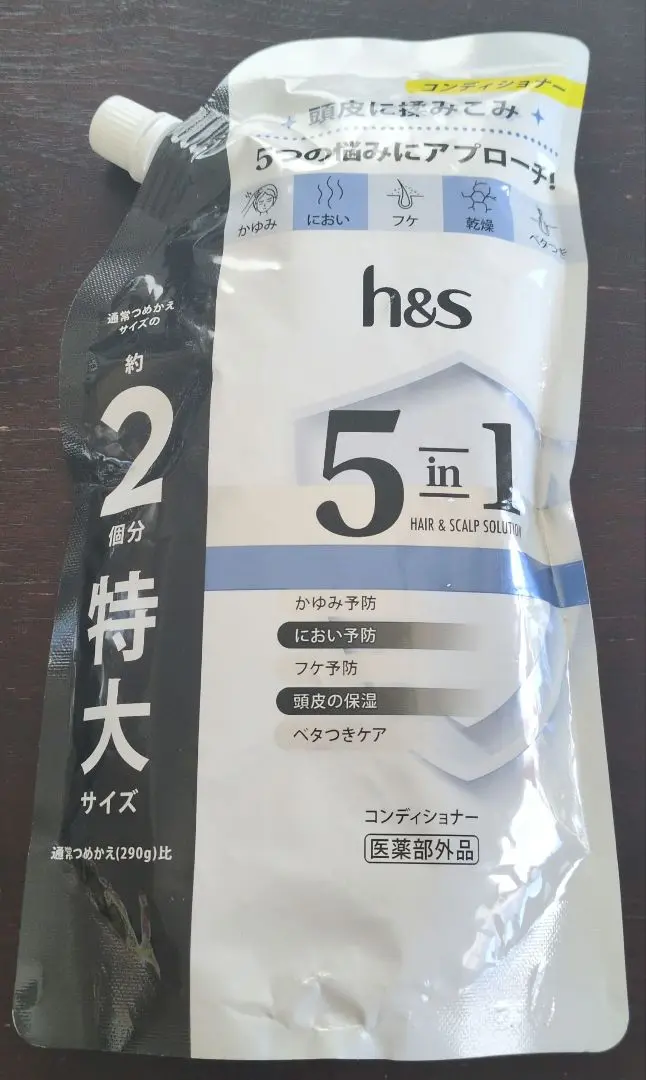 コンディショナー
頭皮に揉みこみ
5つの悩みにアプローチ!
かゆみ
におい
フケ
乾燥
ベタつき
h&s
5 in 1
HAIR & SCALP SOLUTION
かゆみ予防
におい予防
フケ予防
頭皮の保湿
ベタつきケア
コンディショナー
医薬部外品
通常つめかえ
サイズの
約
2
個分
特大
サイズ
通常つめかえ(290g)比